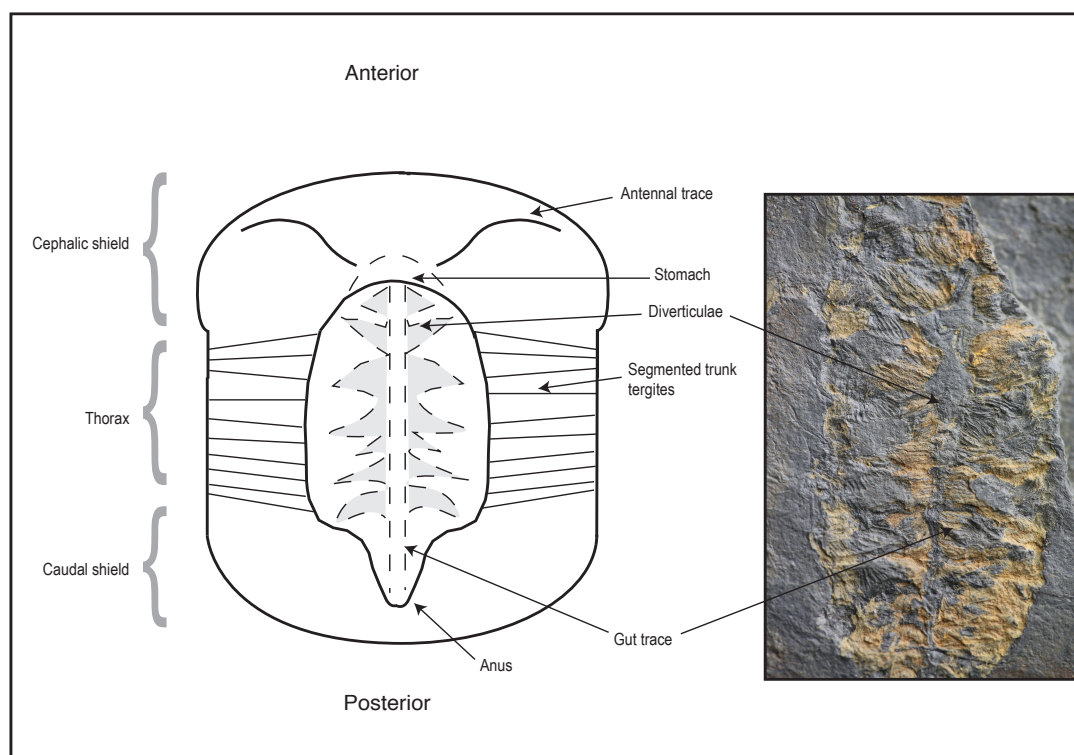 Anterior
Antennal trace
Cephalic shield
Stomach
Diverticulae
Segmented trunk
tergites
Thorax
Caudal shield
Gut trace
Anus
Posterior